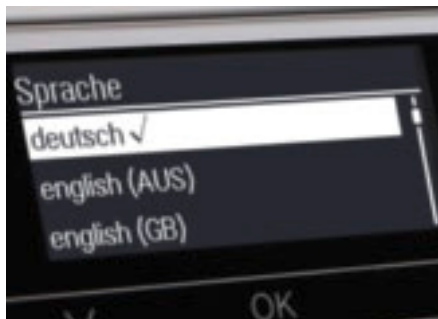 Sprache
deutsch √
english (AUS)
english (GB)
OK